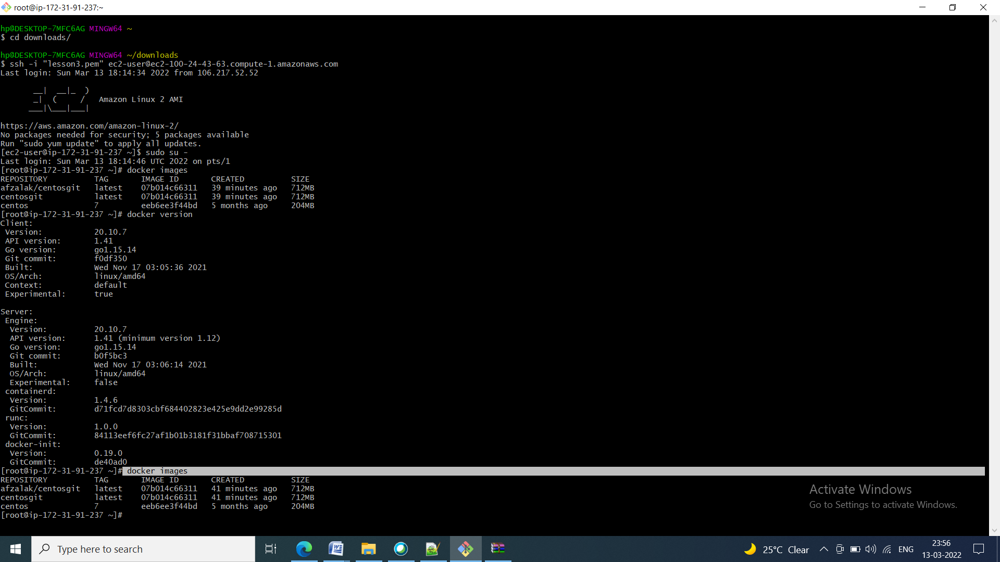 root@ip-172-31-91-237:~
hp@DESKTOP-7MFC6AG MINGW64 ~
$ cd downloads/
hp@DESKTOP-7MFC6AG MINGW64 ~/downloads
$ ssh -i "lesson3.pem" ec2-user@ec2-100-24-43-63.compute-1.amazonaws.com
Last login: Sun Mar 13 18:14:34 2022 from 106.217.52.52
       __|  __|_  )
       _|  (     /   Amazon Linux 2 AMI
      ___|\___|___|
https://aws.amazon.com/amazon-linux-2/
No packages needed for security; 5 packages available
Run "sudo yum update" to apply all updates.
[ec2-user@ip-172-31-91-237 ~]$ sudo su -
Last login: Sun Mar 13 18:14:46 UTC 2022 on pts/1
[root@ip-172-31-91-237 ~]# docker images
REPOSITORY          TAG       IMAGE ID       CREATED          SIZE
afzalak/centosgit   latest    07b014c66311   39 minutes ago   712MB
centosgit           latest    07b014c66311   39 minutes ago   712MB
centos              7         eeb6ee3f44bd   5 months ago     204MB
[root@ip-172-31-91-237 ~]# docker version
Client:
 Version:           20.10.7
 API version:       1.41
 Go version:        go1.15.14
 Git commit:        f0df350
 Built:             Wed Nov 17 03:05:36 2021
 OS/Arch:           linux/amd64
 Context:           default
 Experimental:      true
Server:
 Engine:
  Version:          20.10.7
  API version:      1.41 (minimum version 1.12)
  Go version:       go1.15.14
  Git commit:       b0f5bc3
  Built:            Wed Nov 17 03:06:14 2021
  OS/Arch:          linux/amd64
  Experimental:     false
 containerd:
  Version:          1.4.6
  GitCommit:        d71fcd7d8303cbf684402823e425e9dd2e99285d
 runc:
  Version:          1.0.0
  GitCommit:        84113eef6fc27af1b01b3181f31bbaf708715301
 docker-init:
  Version:          0.19.0
  GitCommit:        de40ad0
[root@ip-172-31-91-237 ~]# docker images
REPOSITORY          TAG       IMAGE ID       CREATED          SIZE
afzalak/centosgit   latest    07b014c66311   41 minutes ago   712MB
centosgit           latest    07b014c66311   41 minutes ago   712MB
centos              7         eeb6ee3f44bd   5 months ago     204MB
[root@ip-172-31-91-237 ~]#
Activate Windows
Go to Settings to activate Windows.
Type here to search
25°C Clear
ENG
23:56
13-03-2022